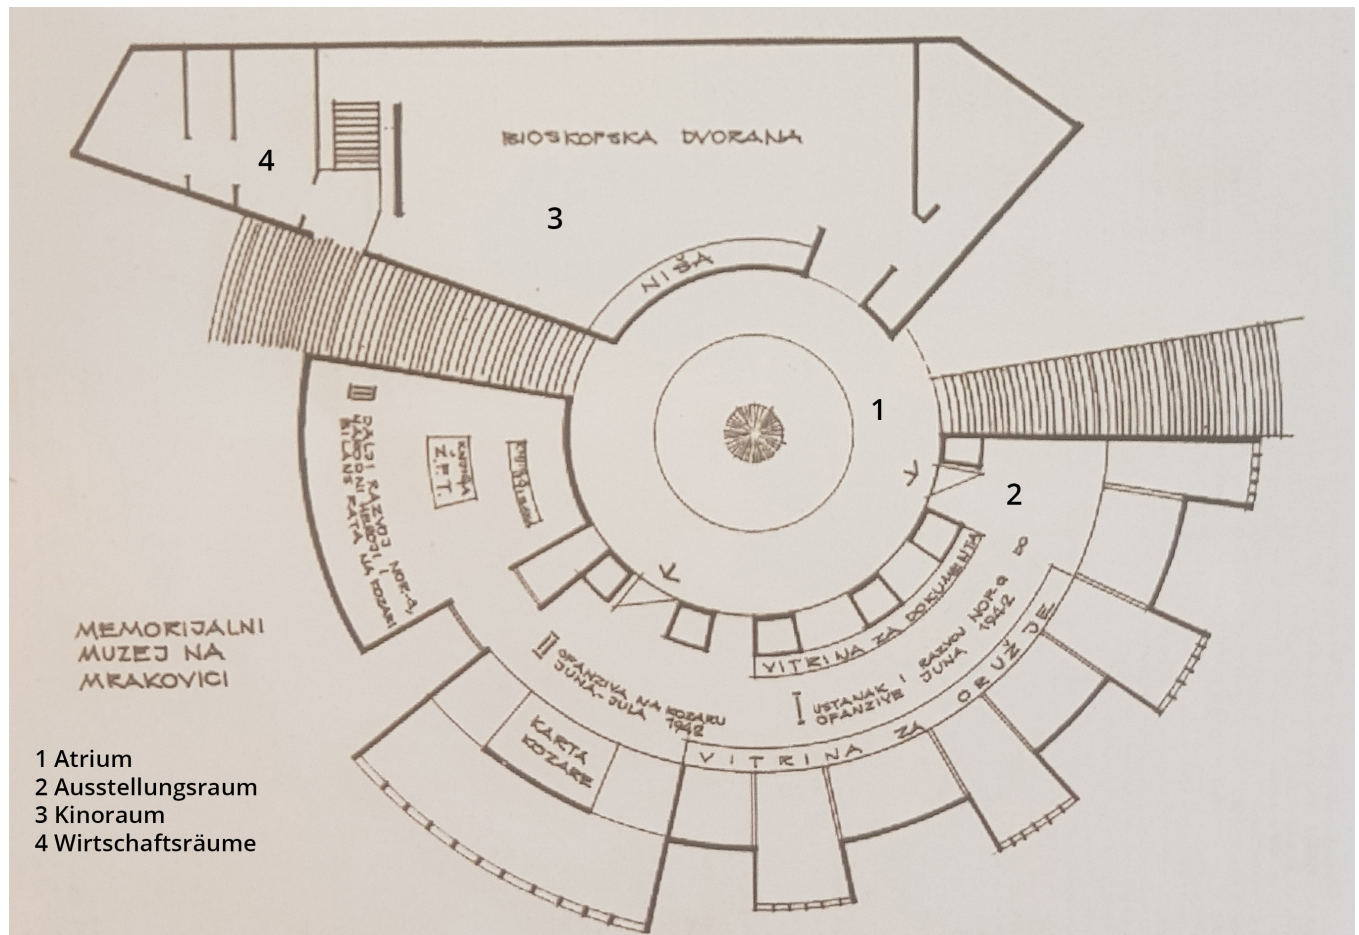 BIOSKOPSKA DVORANA
4
3
NIŠA
1
2
III
DALJI RAZVOJ NOR-a,
NARODNI HEROJI I
BILANS RATA NA KOZARI
KNJIGA
Ž.F.T.
VITRINA ZA DOKUMENTA
I USTANAK I RAZVOJ NOR-a DO
OFANZIVE JUNA 1942
VITRINA ZA ORUŽJE
II OFANZIVA NA KOZARU
JUNA-JULA 1942
KARTA
KOZARE
MEMORIJALNI
MUZEJ NA
MRAKOVICI
1 Atrium
2 Ausstellungsraum
3 Kinoraum
4 Wirtschaftsräume